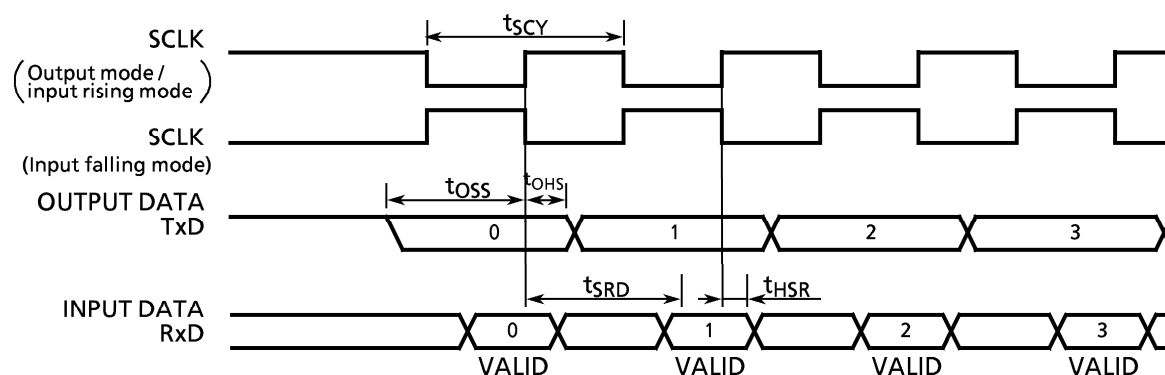 tSCY
SCLK
(Output mode /
input rising mode)
SCLK
(Input falling mode)
tOSS
tOHS
OUTPUT DATA
TxD
0 1 2 3
tSRD
tHSR
INPUT DATA
RxD
0 1 2 3
VALID VALID VALID VALID